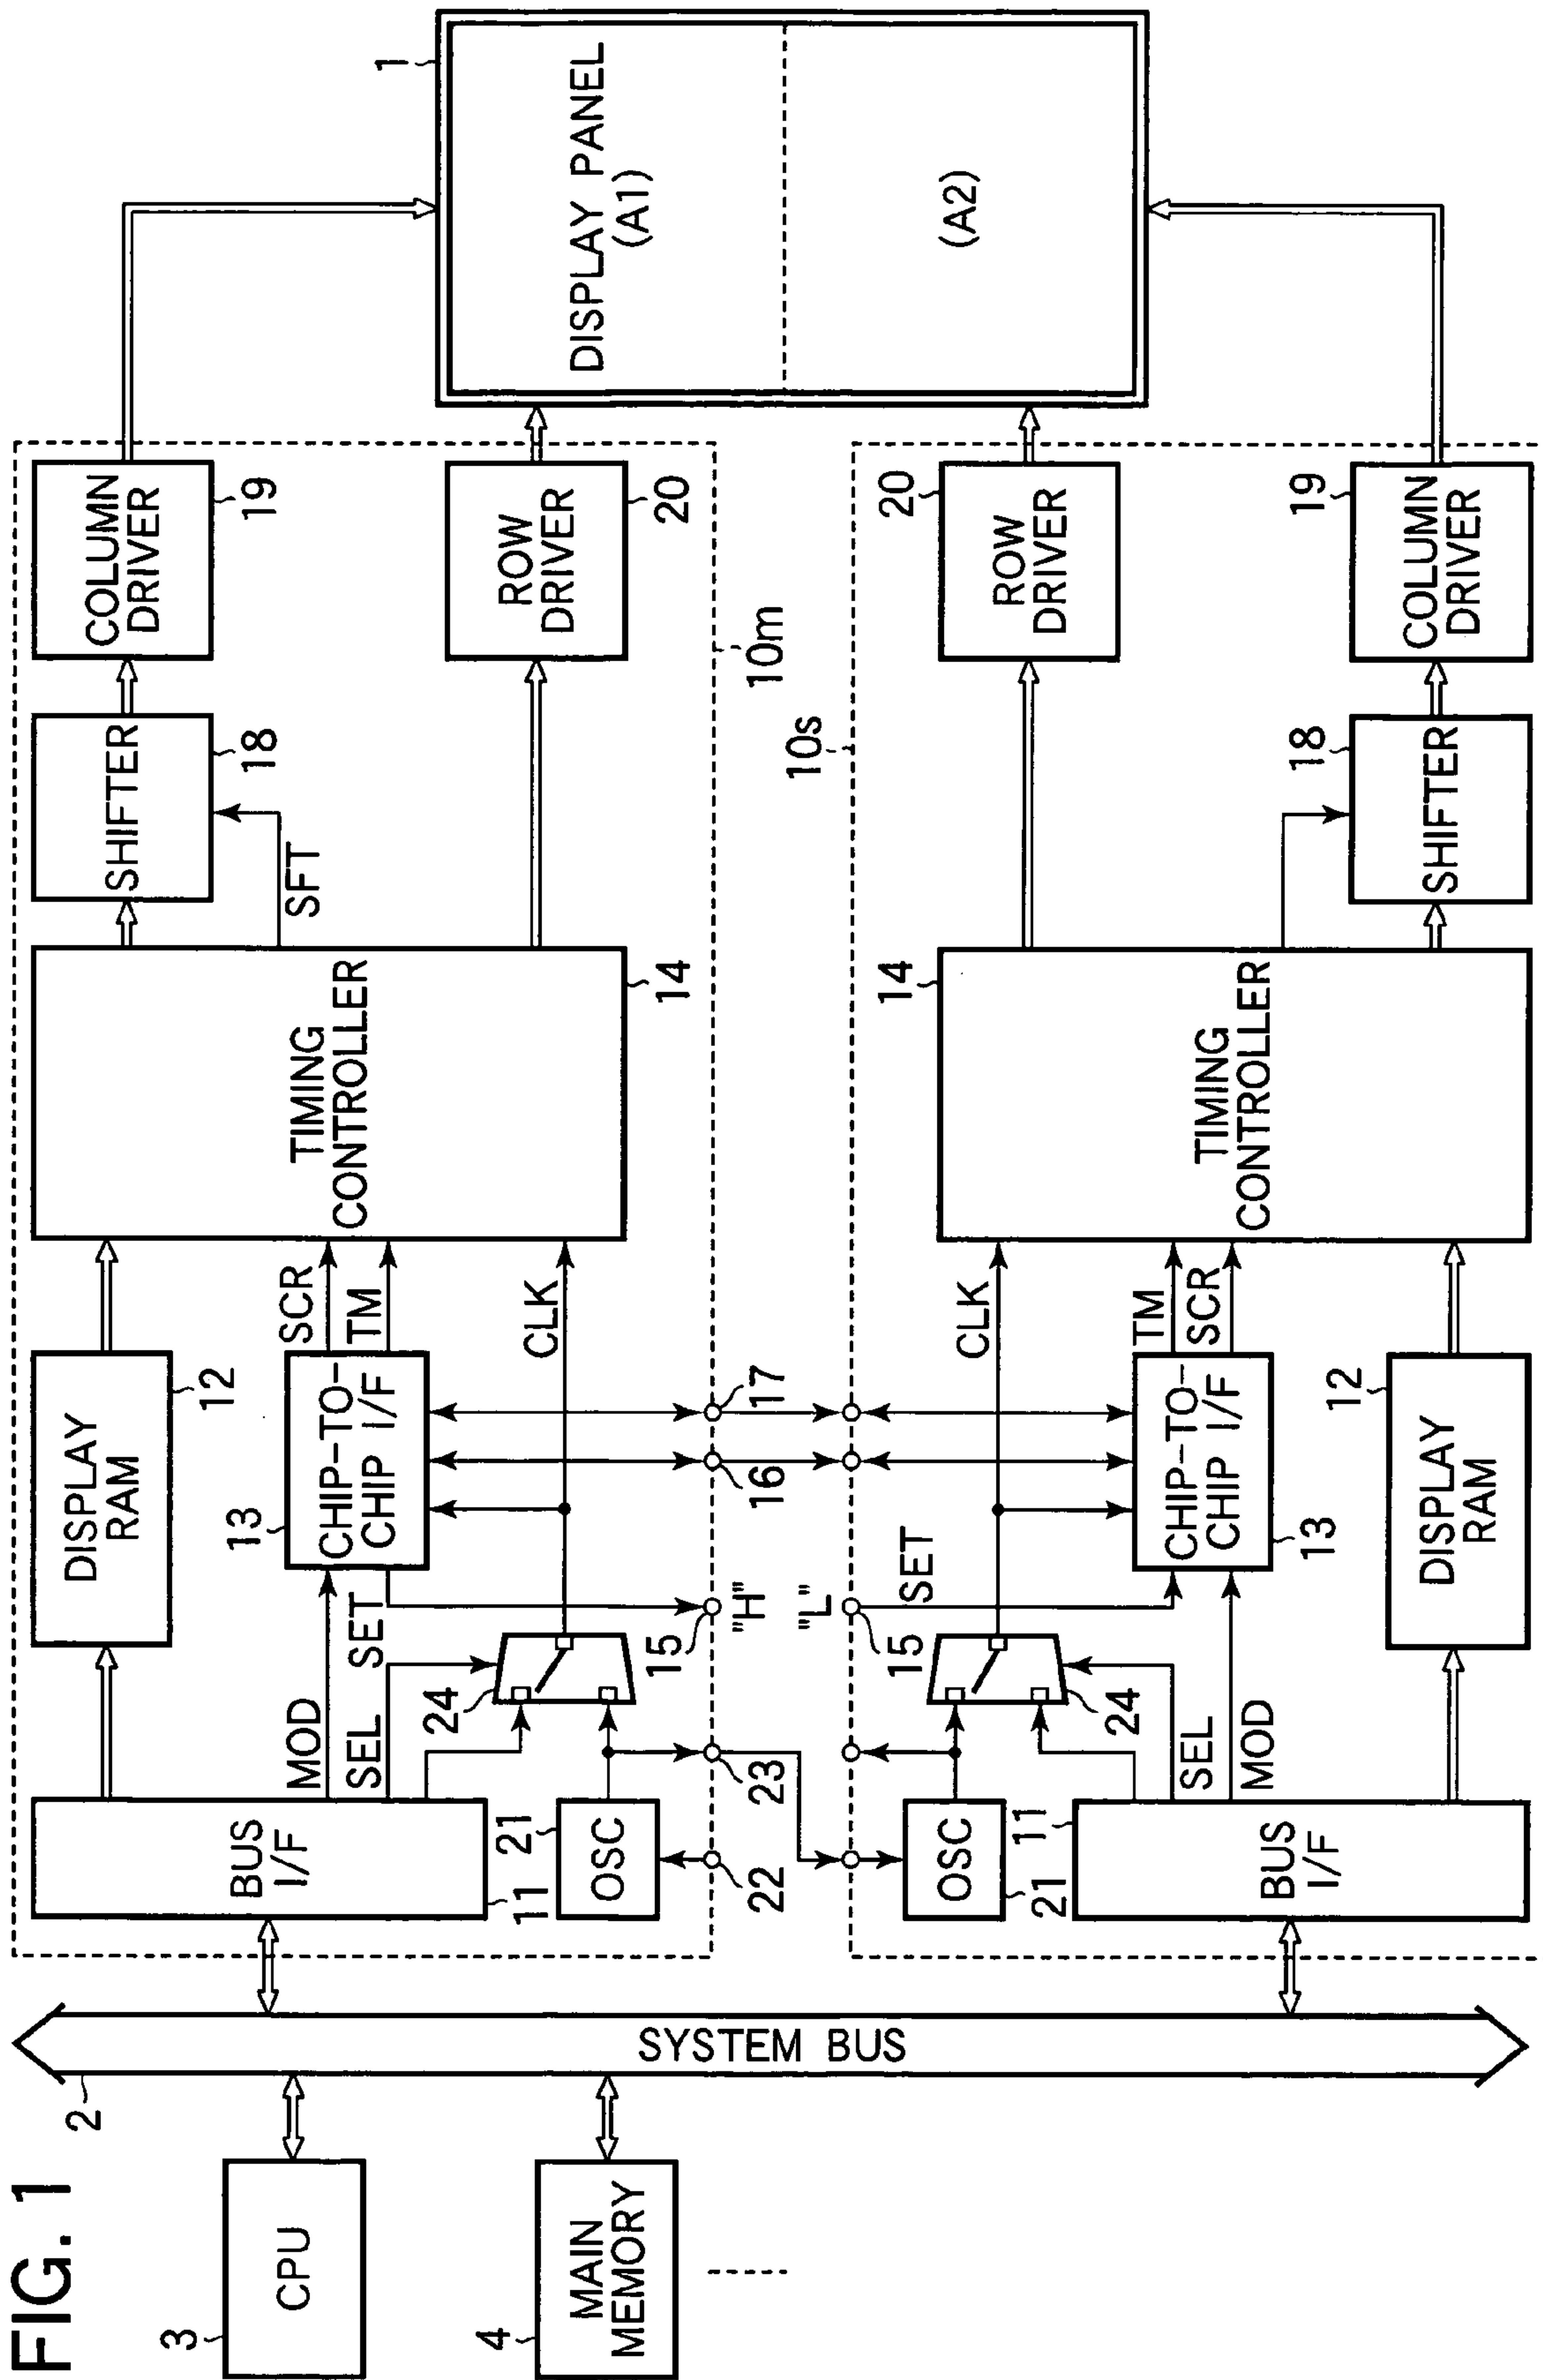 FIG. 1
3
CPU
4
MAIN
MEMORY
2
SYSTEM BUS
BUS
I/F
11
MOD
SEL
SET
DISPLAY
RAM
12
13
CHIP-TO-
CHIP I/F
SCR
TM
CLK
24
21
OSC
22
23
15
"H"
16
17
TIMING
CONTROLLER
14
SFT
SHIFTER
18
COLUMN
DRIVER
19
ROW
DRIVER
20
10m
1
DISPLAY PANEL
(A1)
(A2)
10s
"L"
15
SET
OSC
21
24
SEL
MOD
11
BUS
I/F
CLK
TM
SCR
CHIP-TO-
CHIP I/F
13
12
DISPLAY
RAM
14
TIMING
CONTROLLER
18
SHIFTER
20
ROW
DRIVER
19
COLUMN
DRIVER